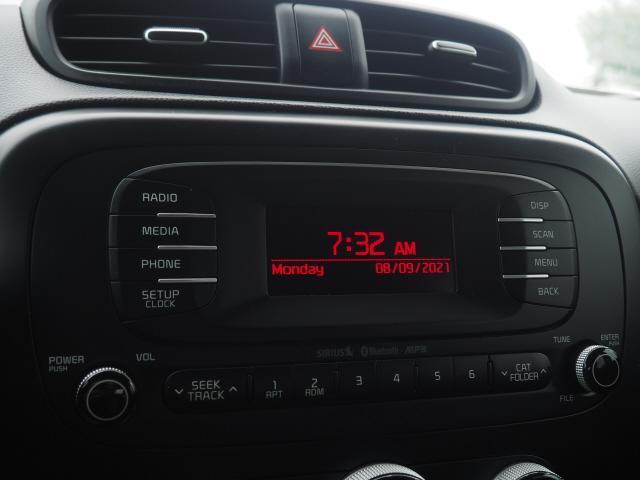 RADIO
MEDIA
PHONE
SETUP
CLOCK
7:32 AM
Monday 08/09/2021
DISP
SCAN
MENU
BACK
SIRIUS Bluetooth MP3
POWER
PUSH
VOL
SEEK
TRACK
1
RPT
2
RDM
3
4
5
6
CAT
FOLDER
TUNE
ENTER
PUSH
FILE